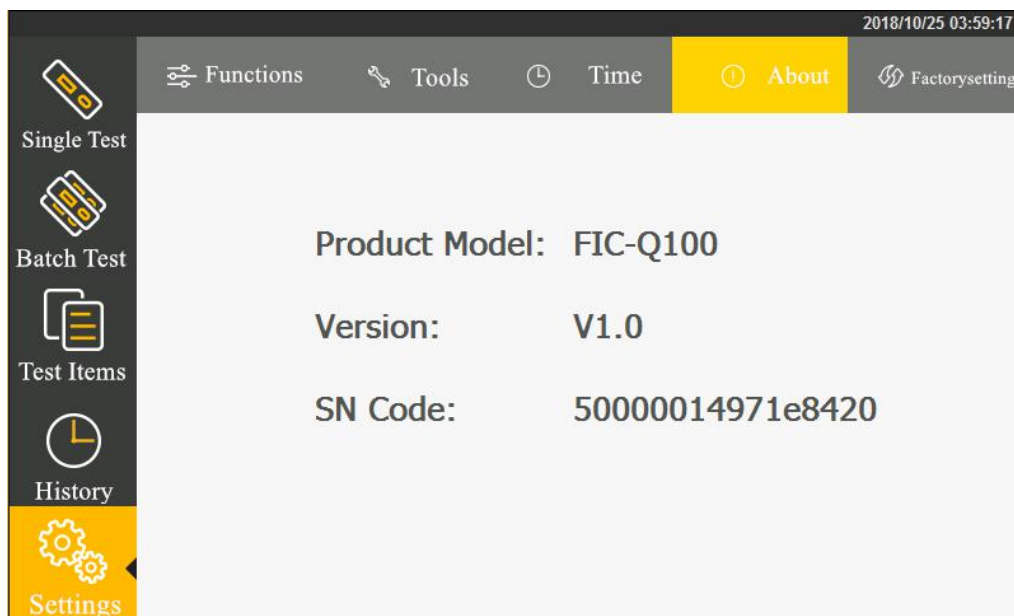 2018/10/25 03:59:17
Functions Tools Time About Factorysetting
Single Test
Batch Test
Test Items
History
Settings
Product Model: FIC-Q100
Version: V1.0
SN Code: 50000014971e8420